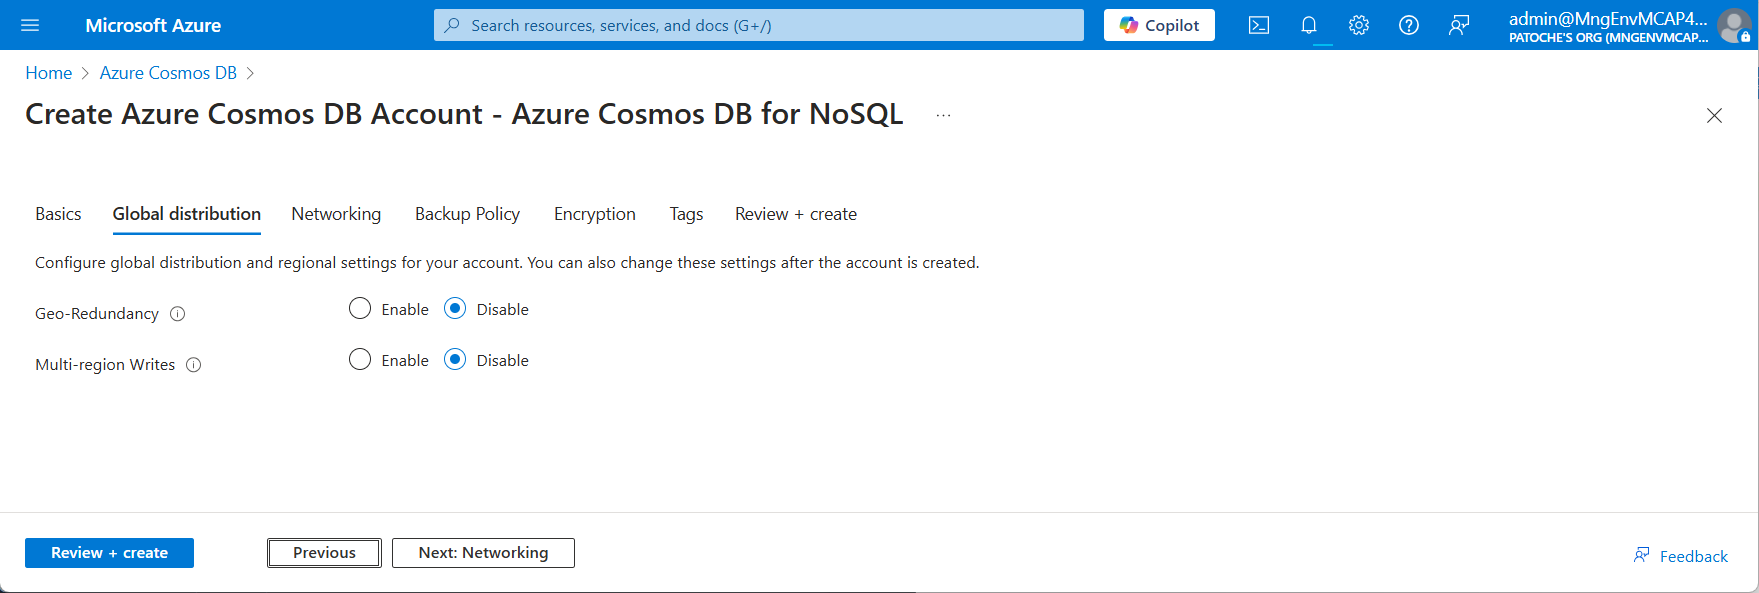 Microsoft Azure
Search resources, services, and docs (G+/)
Copilot
admin@MngEnvMCAP4...
PATOCHE'S ORG (MNGENVMCAP...
Home > Azure Cosmos DB >
Create Azure Cosmos DB Account - Azure Cosmos DB for NoSQL ...
Basics Global distribution Networking Backup Policy Encryption Tags Review + create
Configure global distribution and regional settings for your account. You can also change these settings after the account is created.
Geo-Redundancy Enable Disable
Multi-region Writes Enable Disable
Review + create Previous Next: Networking Feedback